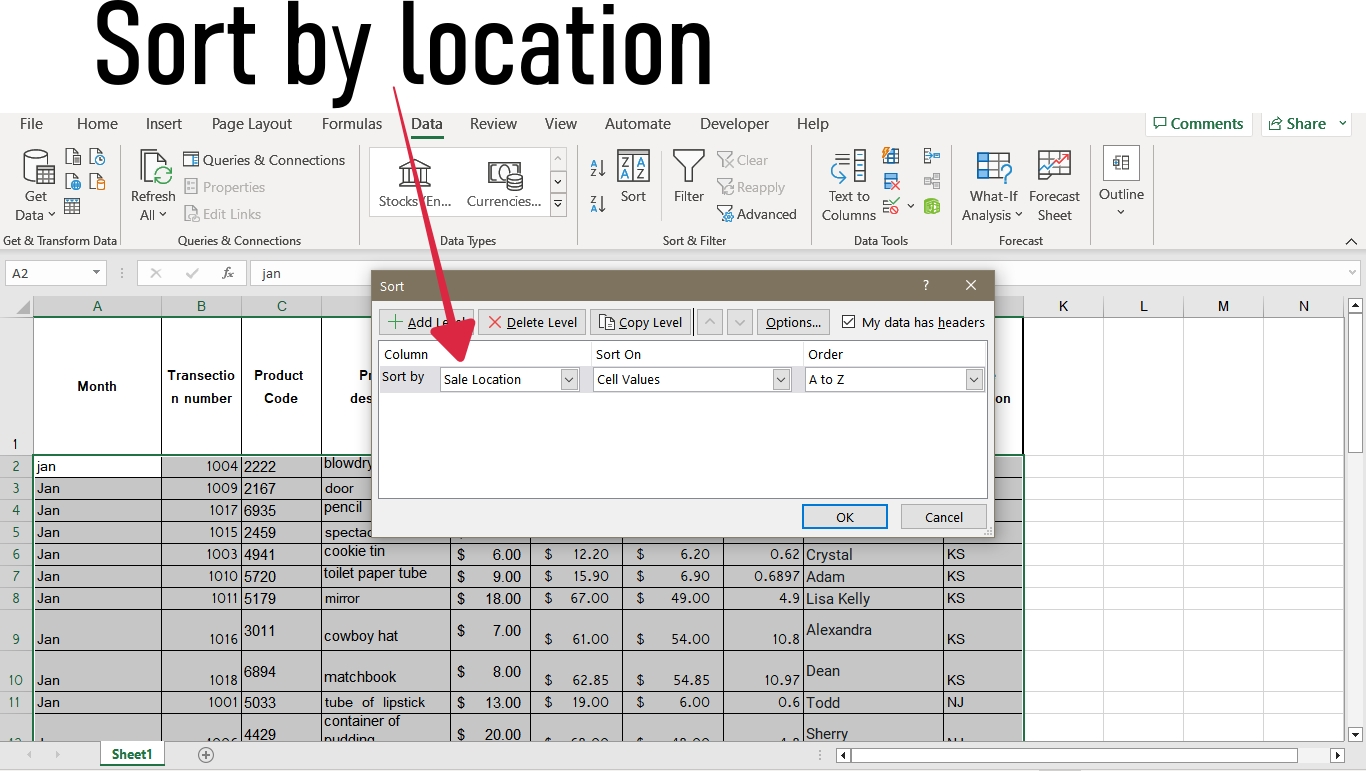 Sort by location
File Home Insert Page Layout Formulas Data Review View Automate Developer Help Comments Share
Queries & Connections
Properties
Edit Links
Get
Data
Refresh
All
Stocks (En... Currencies...
A
Z
Z
A
Z A
A Z
Sort
Filter
Clear
Reapply
Advanced
Text to
Columns
What-If
Analysis
Forecast
Sheet
Outline
Get & Transform Data Queries & Connections Data Types Sort & Filter Data Tools Forecast
A2 fx jan
Sort ?
Add Delete Level Copy Level Options... My data has headers
Column Sort On Order
Sort by Sale Location Cell Values A to Z
OK Cancel
A B C K L M N
Month
Transectio
n number
Product
Code
on
1
2 jan 1004 2222
3 Jan 1009 2167 door
4 Jan 1017 6935 pencil
5 Jan 1015 2459
6 Jan 1003 4941 cookie tin $ 6.00 $ 12.20 $ 6.20 0.62 Crystal KS
7 Jan 1010 5720 toilet paper tube $ 9.00 $ 15.90 $ 6.90 0.6897 Adam KS
8 Jan 1011 5179 mirror $ 18.00 $ 67.00 $ 49.00 4.9 Lisa Kelly KS
9 Jan 1016 3011 cowboy hat $ 7.00 $ 61.00 $ 54.00 10.8 Alexandra KS
10 Jan 1018 6894 matchbook $ 8.00 $ 62.85 $ 54.85 10.97 Dean KS
11 Jan 1001 5033 tube of lipstick $ 13.00 $ 19.00 $ 6.00 0.6 Todd NJ
4429 container of $ 20.00 Sherry
Sheet1